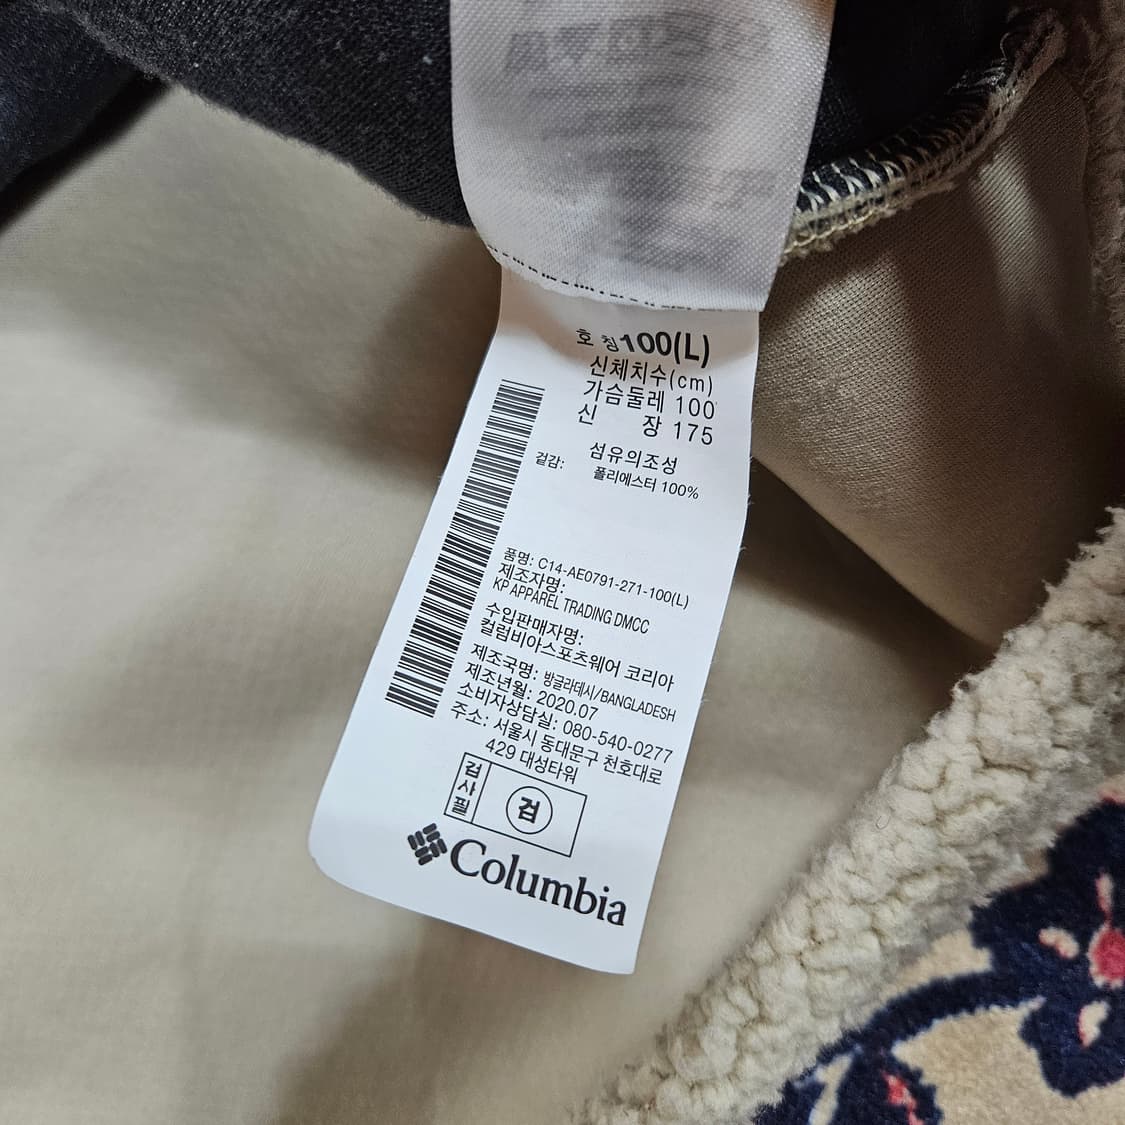 호 칭 100(L)
신체치수(cm)
가슴둘레 100
신 장 175
섬유의조성
겉감: 폴리에스터 100%
품명: C14-AE0791-271-100(L)
제조자명:
KP APPAREL TRADING DMCC
수입판매자명:
컬럼비아스포츠웨어 코리아
제조국명: 방글라데시/BANGLADESH
제조년월: 2020.07
소비자상담실: 080-540-0277
주소: 서울시 동대문구 천호대로
429 대성타워
검사필 검
Columbia